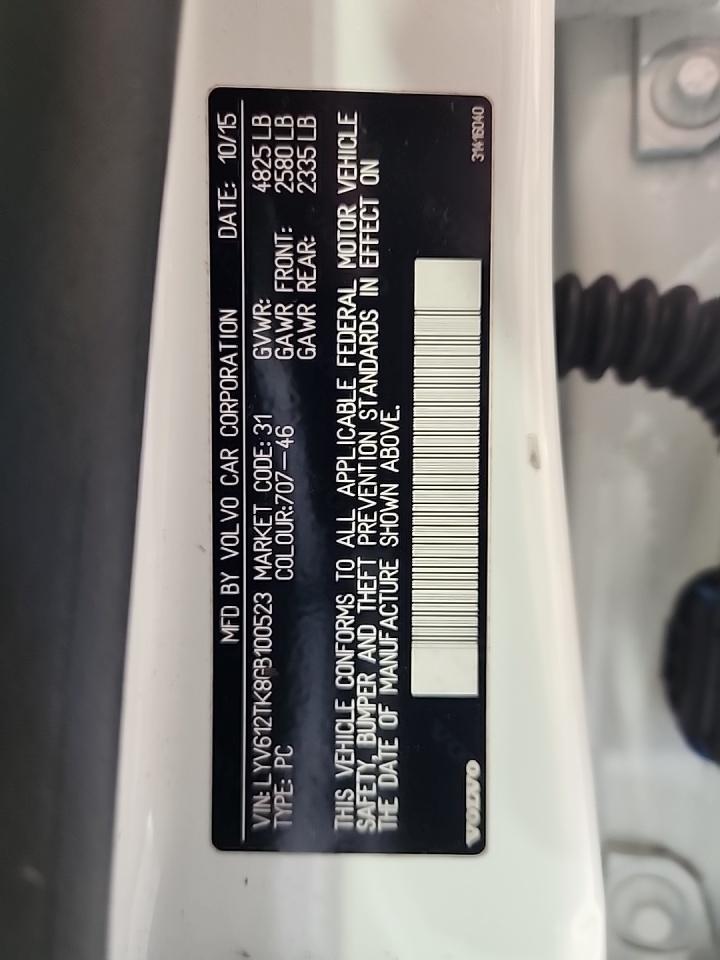 MFD BY VOLVO CAR CORPORATION DATE: 10/15
VIN: LYV612TK8GB100523 MARKET CODE: 31 GVWR: 4825 LB
TYPE: PC COLOUR:707-46 GAWR FRONT: 2580 LB
GAWR REAR: 2335 LB
THIS VEHICLE CONFORMS TO ALL APPLICABLE FEDERAL MOTOR VEHICLE
SAFETY, BUMPER AND THEFT PREVENTION STANDARDS IN EFFECT ON
THE DATE OF MANUFACTURE SHOWN ABOVE.
VOLVO
31416040